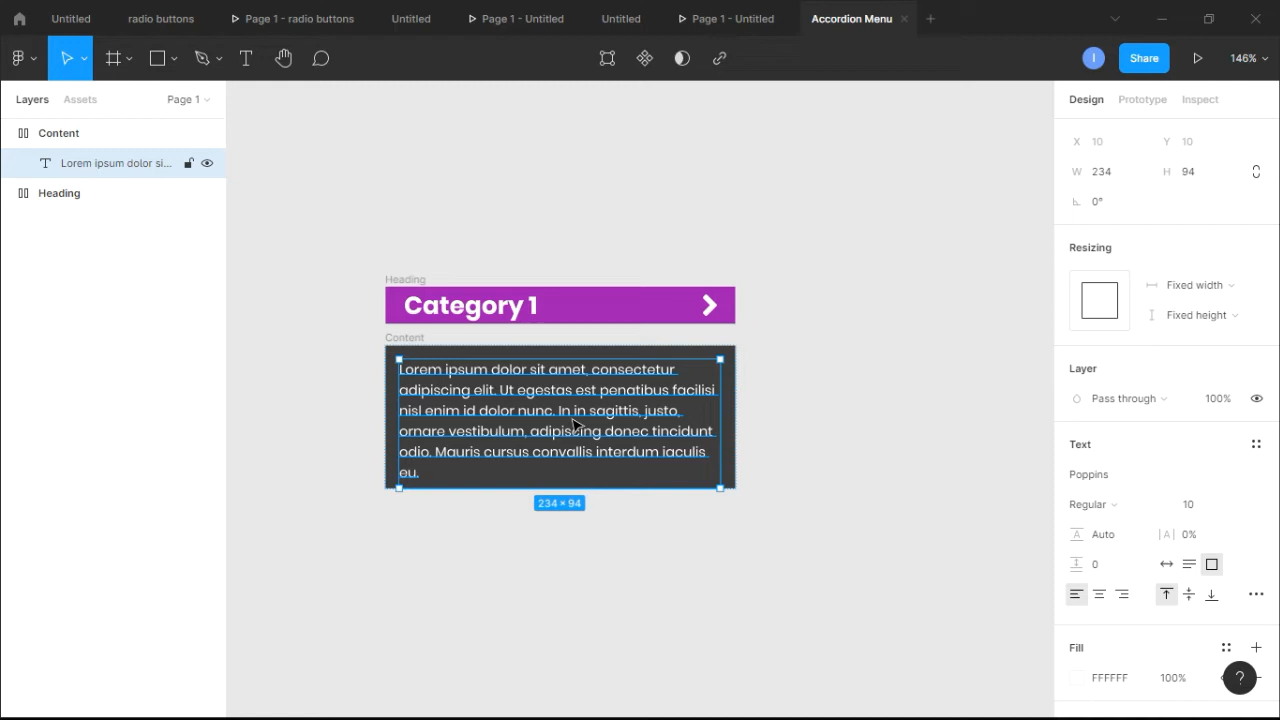 Untitled
radio buttons
Page 1 - radio buttons
Untitled
Page 1 - Untitled
Untitled
Page 1 - Untitled
Accordion Menu
I
Share
146%
Layers
Assets
Page 1
Content
Lorem ipsum dolor si...
Heading
Heading
Category 1
Content
Lorem ipsum dolor sit amet, consectetur
adipiscing elit. Ut egestas est penatibus facilisi
nisl enim id dolor nunc. In in sagittis, justo,
ornare vestibulum, adipiscing donec tincidunt
odio. Mauris cursus convallis interdum iaculis
eu.
234 × 94
Design
Prototype
Inspect
X 10
Y 10
W 234
H 94
0°
Resizing
Fixed width
Fixed height
Layer
Pass through
100%
Text
Poppins
Regular
10
Auto
|A| 0%
0
Fill
FFFFFF
100%
?